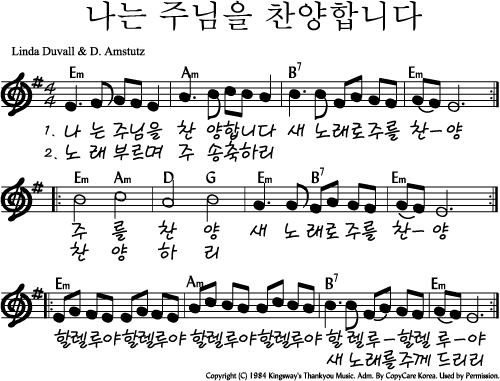 나는 주님을 찬양합니다
Linda Duvall & D. Amstutz
Em Am B7 Em
1. 나 는 주님을 찬 양합니다 새 노래로주를 찬-양
2. 노 래 부르며 주 송축하리
Em Am D G Em B7 Em
주 를 찬 양 새 노래로주를 찬-양
찬 양 하 리
Em Am B7 Em
할렐루야할렐루야 할렐루야할렐루야 할렐루-할렐 루-야
새 노래를주께 드리리
Copyright (C) 1984 Kingsway's Thankyou Music. Adm. By CopyCare Korea. Used by Permission.